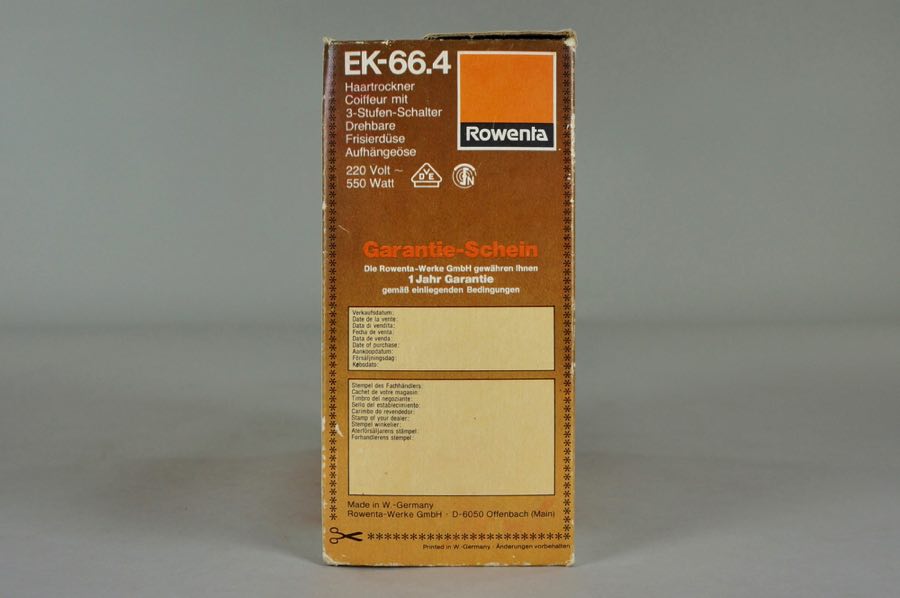 EK-66.4
Haartrockner
Coiffeur mit
3-Stufen-Schalter
Drehbare
Frisierdüse
Aufhängeöse
220 Volt ~
550 Watt
VDE
Rowenta
Garantie-Schein
Die Rowenta-Werke GmbH gewähren Ihnen
1 Jahr Garantie
gemäß einliegenden Bedingungen
Verkaufsdatum:
Date de la vente:
Data di vendita:
Fecha de venta:
Data de venda:
Date of purchase:
Aankoopdatum:
Försäljningsdag:
Købsdato:
Stempel des Fachhändlers:
Cachet de votre magasin:
Timbro del negoziante:
Sello del establecimiento:
Carimbo do revendedor:
Stamp of your dealer:
Stempel winkelier:
Aterförsäljarens stämpel:
Forhandlerens stempel:
Made in W.-Germany
Rowenta-Werke GmbH · D-6050 Offenbach (Main)
Printed in W.-Germany · Änderungen vorbehalten